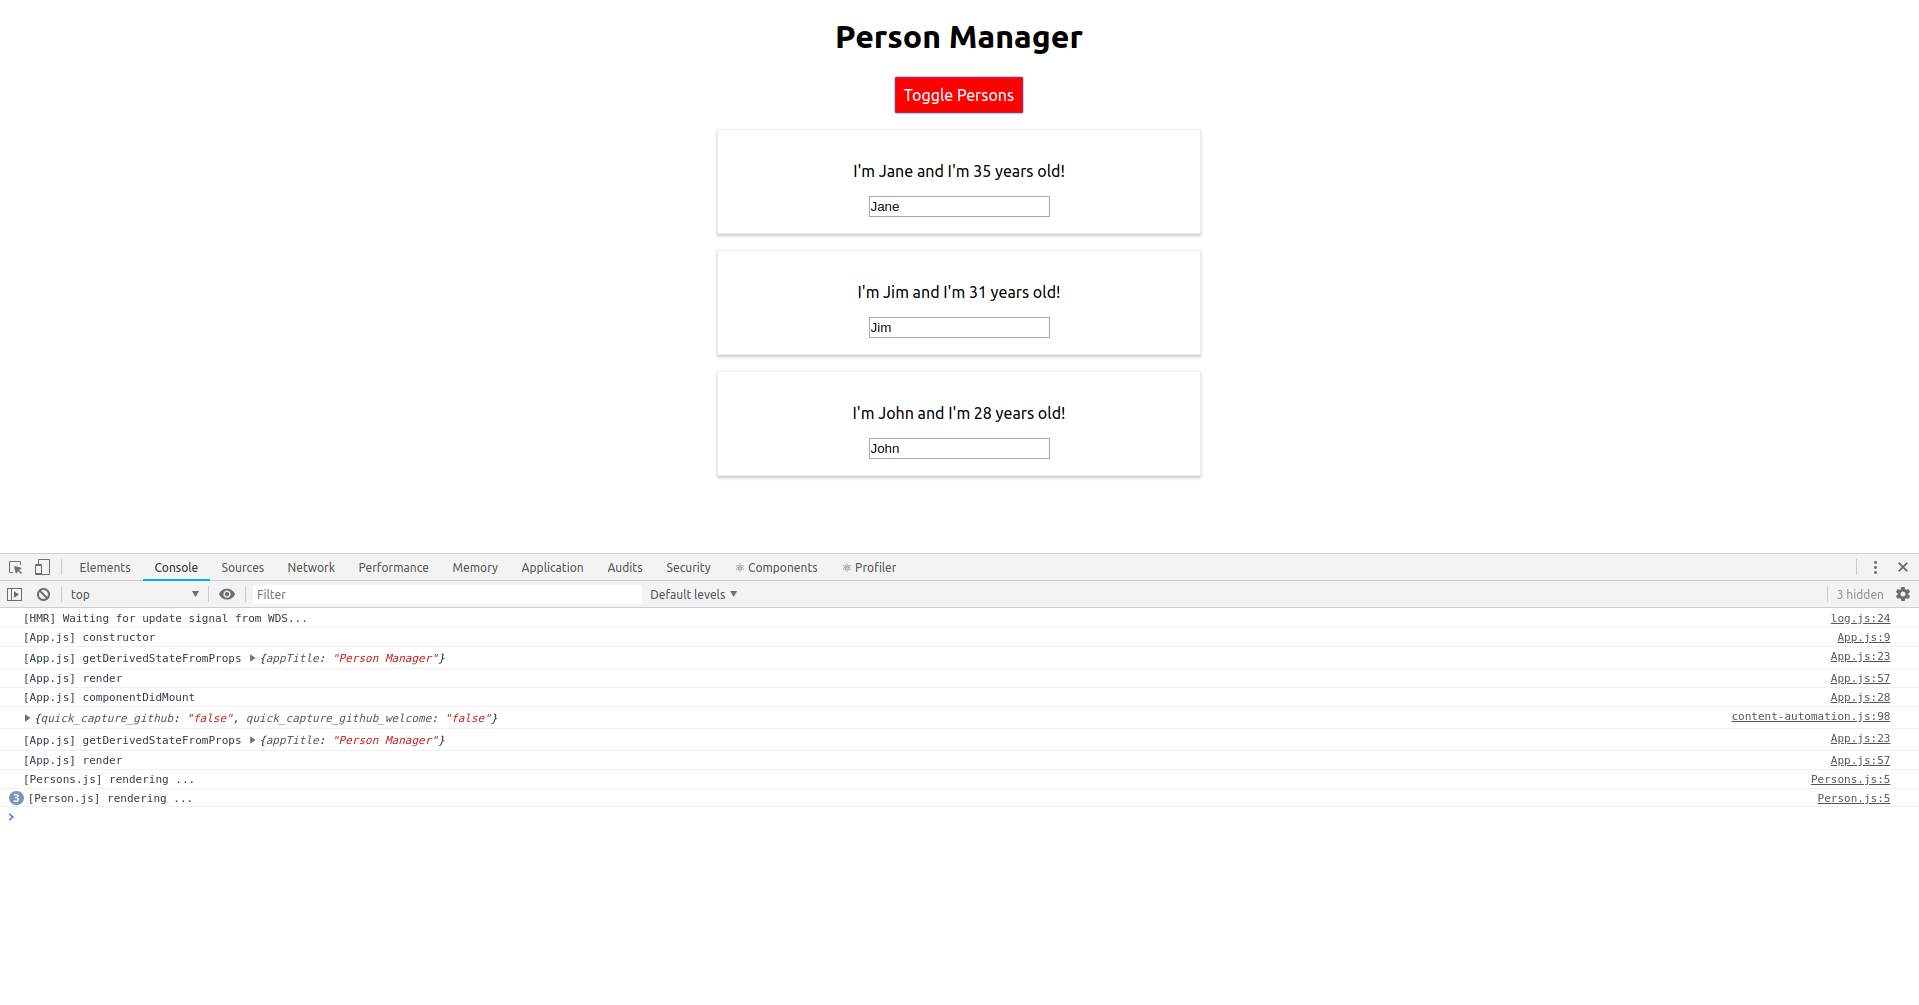 Person Manager
Toggle Persons
I'm Jane and I'm 35 years old!
Jane
I'm Jim and I'm 31 years old!
Jim
I'm John and I'm 28 years old!
John
Elements Console Sources Network Performance Memory Application Audits Security Components Profiler
top Filter Default levels 3 hidden
[HMR] Waiting for update signal from WDS... log.js:24
[App.js] constructor App.js:9
[App.js] getDerivedStateFromProps {appTitle: "Person Manager"} App.js:23
[App.js] render App.js:57
[App.js] componentDidMount App.js:28
{quick_capture_github: "false", quick_capture_github_welcome: "false"} content-automation.js:98
[App.js] getDerivedStateFromProps {appTitle: "Person Manager"} App.js:23
[App.js] render App.js:57
[Persons.js] rendering ... Persons.js:5
3 [Person.js] rendering ... Person.js:5